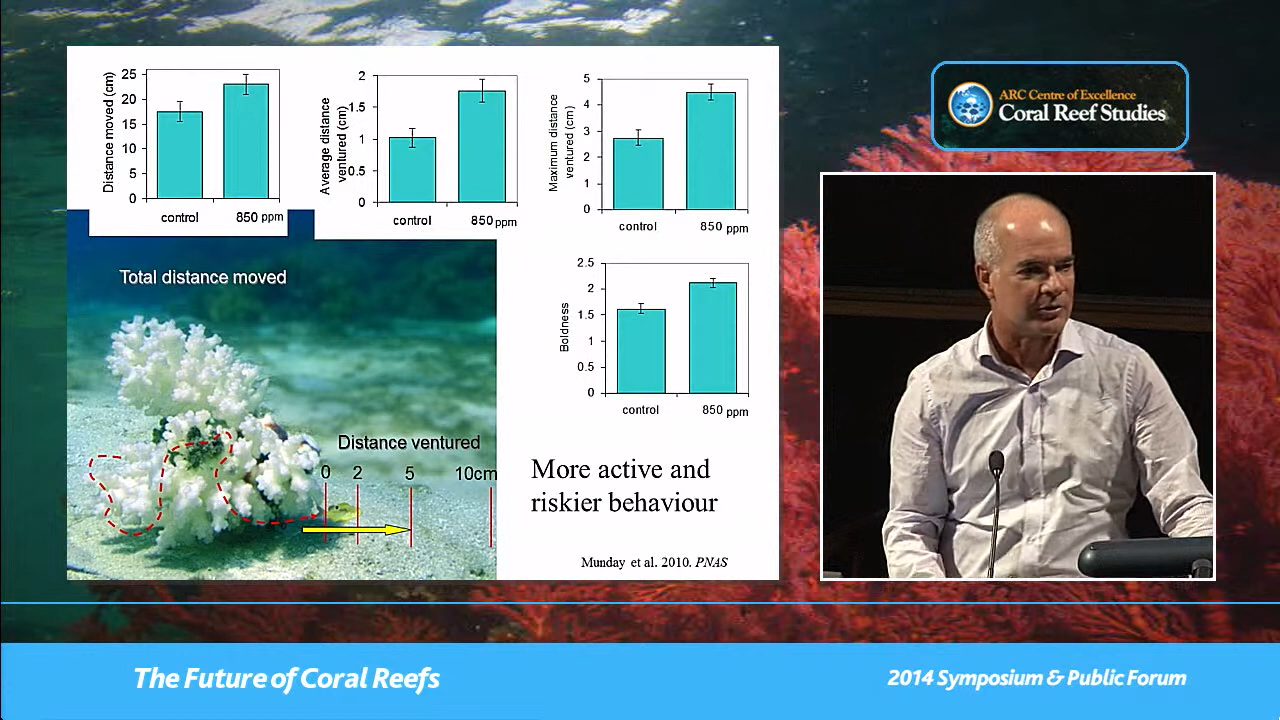 Distance moved (cm)
25
20
15
10
5
0
control
850 ppm
Average distance
ventured (cm)
2
1.5
1
0.5
0
control
850 ppm
Maximum distance
ventured (cm)
5
4
3
2
1
0
control
850 ppm
Boldness
2.5
2
1.5
1
0.5
0
control
850 ppm
Total distance moved
Distance ventured
0 2 5 10cm
More active and
riskier behaviour
Munday et al. 2010. PNAS
ARC Centre of Excellence
Coral Reef Studies
The Future of Coral Reefs
2014 Symposium & Public Forum